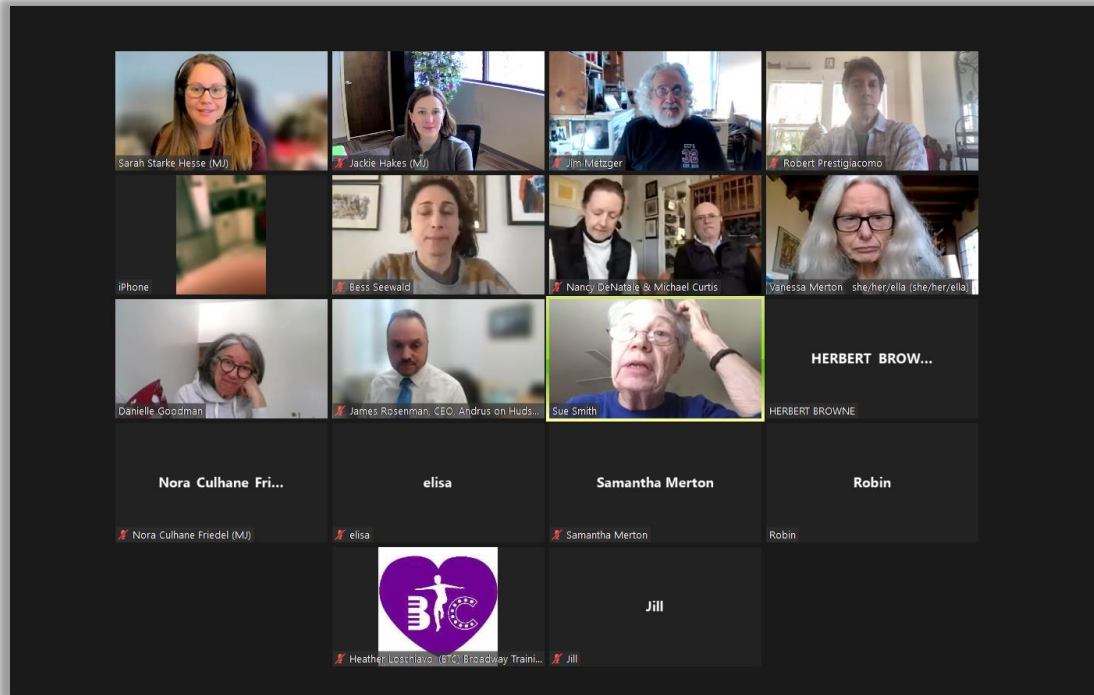 Sarah Starke Hesse (MJ)
Jackie Hakes (MJ)
Jim Metzger
Robert Prestigiacomo
iPhone
Bess Seewald
Nancy DeNatale & Michael Curtis
Vanessa Merton she/her/ella (she/her/ella)
Danielle Goodman
James Rosenman, CEO, Andrus on Huds...
Sue Smith
HERBERT BROW...
HERBERT BROWNE
Nora Culhane Fri...
Nora Culhane Friedel (MJ)
elisa
elisa
Samantha Merton
Samantha Merton
Robin
Robin
BTC
Heather Loschiavo (BTC) Broadway Traini...
Jill
Jill